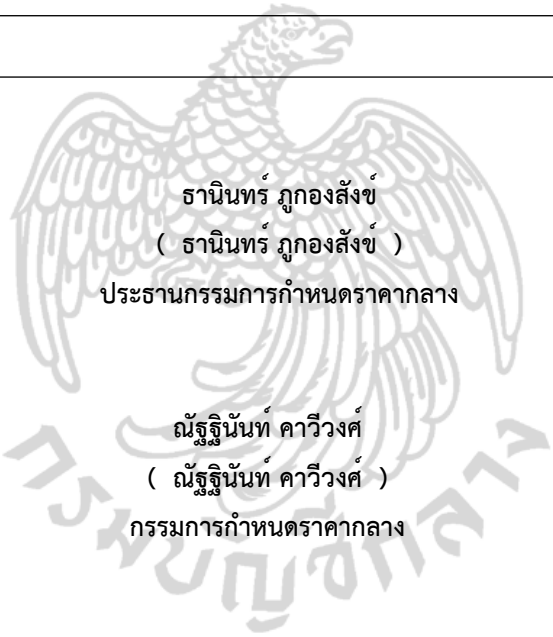 ธานินทร์ ภูกองสังข์
( ธานินทร์ ภูกองสังข์ )
ประธานกรรมการกำหนดราคากลาง
ณัฐฐินันท์ คาวีวงศ์
( ณัฐฐินันท์ คาวีวงศ์ )
กรรมการกำหนดราคากลาง
กรมบัญชีกลาง